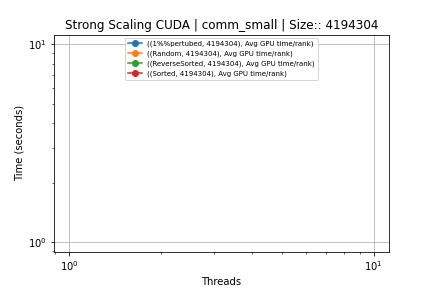 Strong Scaling CUDA | comm_small | Size:: 4194304
10¹
((1%%pertubed, 4194304), Avg GPU time/rank)
((Random, 4194304), Avg GPU time/rank)
((ReverseSorted, 4194304), Avg GPU time/rank)
((Sorted, 4194304), Avg GPU time/rank)
Time (seconds)
10⁰
10⁰ 10¹
Threads